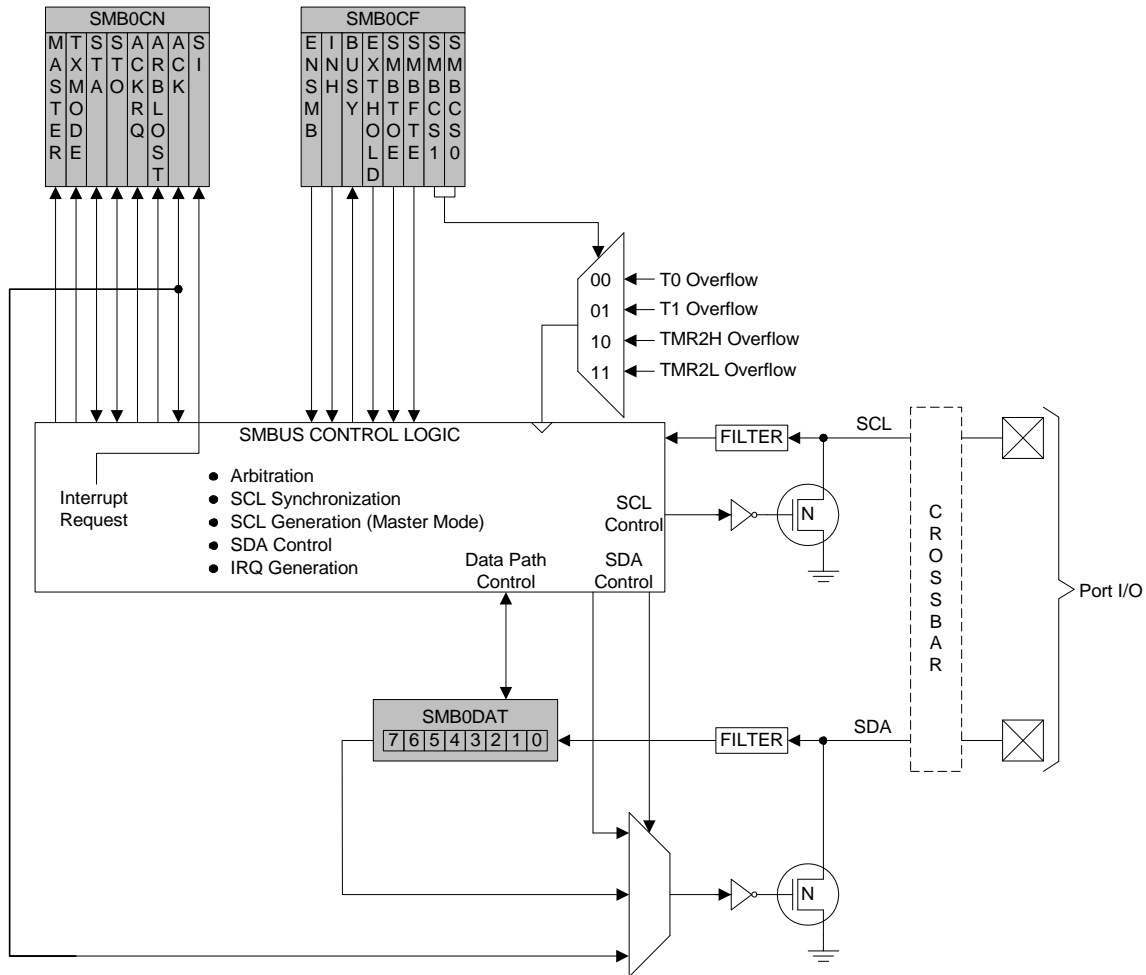 SMB0CN
MASTER
TXMODE
STA
STO
ACKRQ
ARBLOST
ACK
SI
SMB0CF
ENSMB
INH
BUSY
EXTHOLD
SMBTOE
SMBFTE
SMBCS1
SMBCS0
00
T0 Overflow
01
T1 Overflow
10
TMR2H Overflow
11
TMR2L Overflow
SMBUS CONTROL LOGIC
Interrupt
Request
● Arbitration
● SCL Synchronization
● SCL Generation (Master Mode)
● SDA Control
● IRQ Generation
SCL
Control
Data Path
Control
SDA
Control
FILTER
SCL
N
CROSSBAR
Port I/O
SMB0DAT
7 6 5 4 3 2 1 0
FILTER
SDA
N